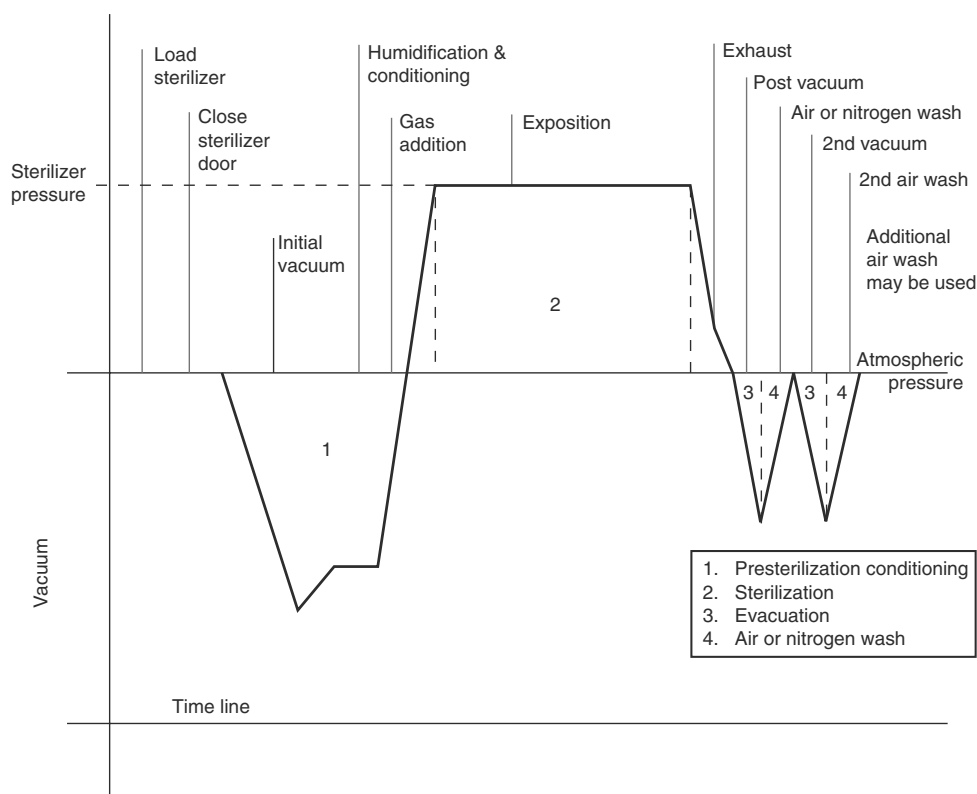 Load
sterilizer
Close
sterilizer
door
Humidification &
conditioning
Gas
addition
Exposition
Exhaust
Post vacuum
Air or nitrogen wash
2nd vacuum
2nd air wash
Additional
air wash
may be used
Sterilizer
pressure
Initial
vacuum
2
Atmospheric
pressure
3
4
3
4
1
Vacuum
1. Presterilization conditioning
2. Sterilization
3. Evacuation
4. Air or nitrogen wash
Time line